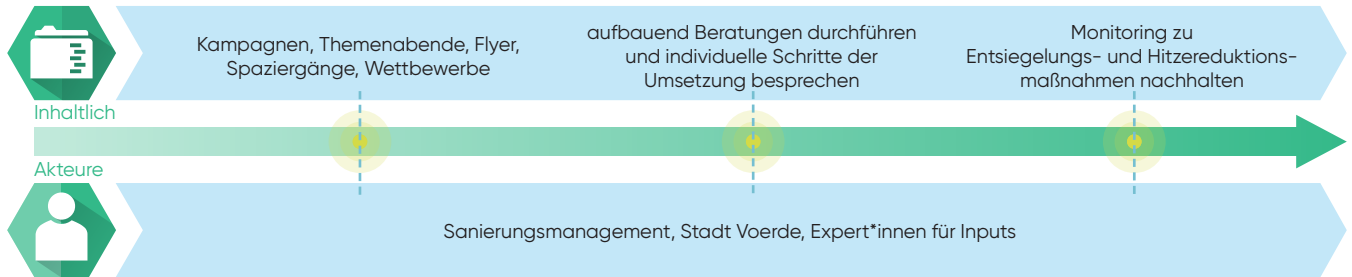 Kampagnen, Themenabende, Flyer,
Spaziergänge, Wettbewerbe
aufbauend Beratungen durchführen
und individuelle Schritte der
Umsetzung besprechen
Monitoring zu
Entsiegelungs- und Hitzereduktions-
maßnahmen nachhalten
Inhaltlich
Akteure
Sanierungsmanagement, Stadt Voerde, Expert*innen für Inputs